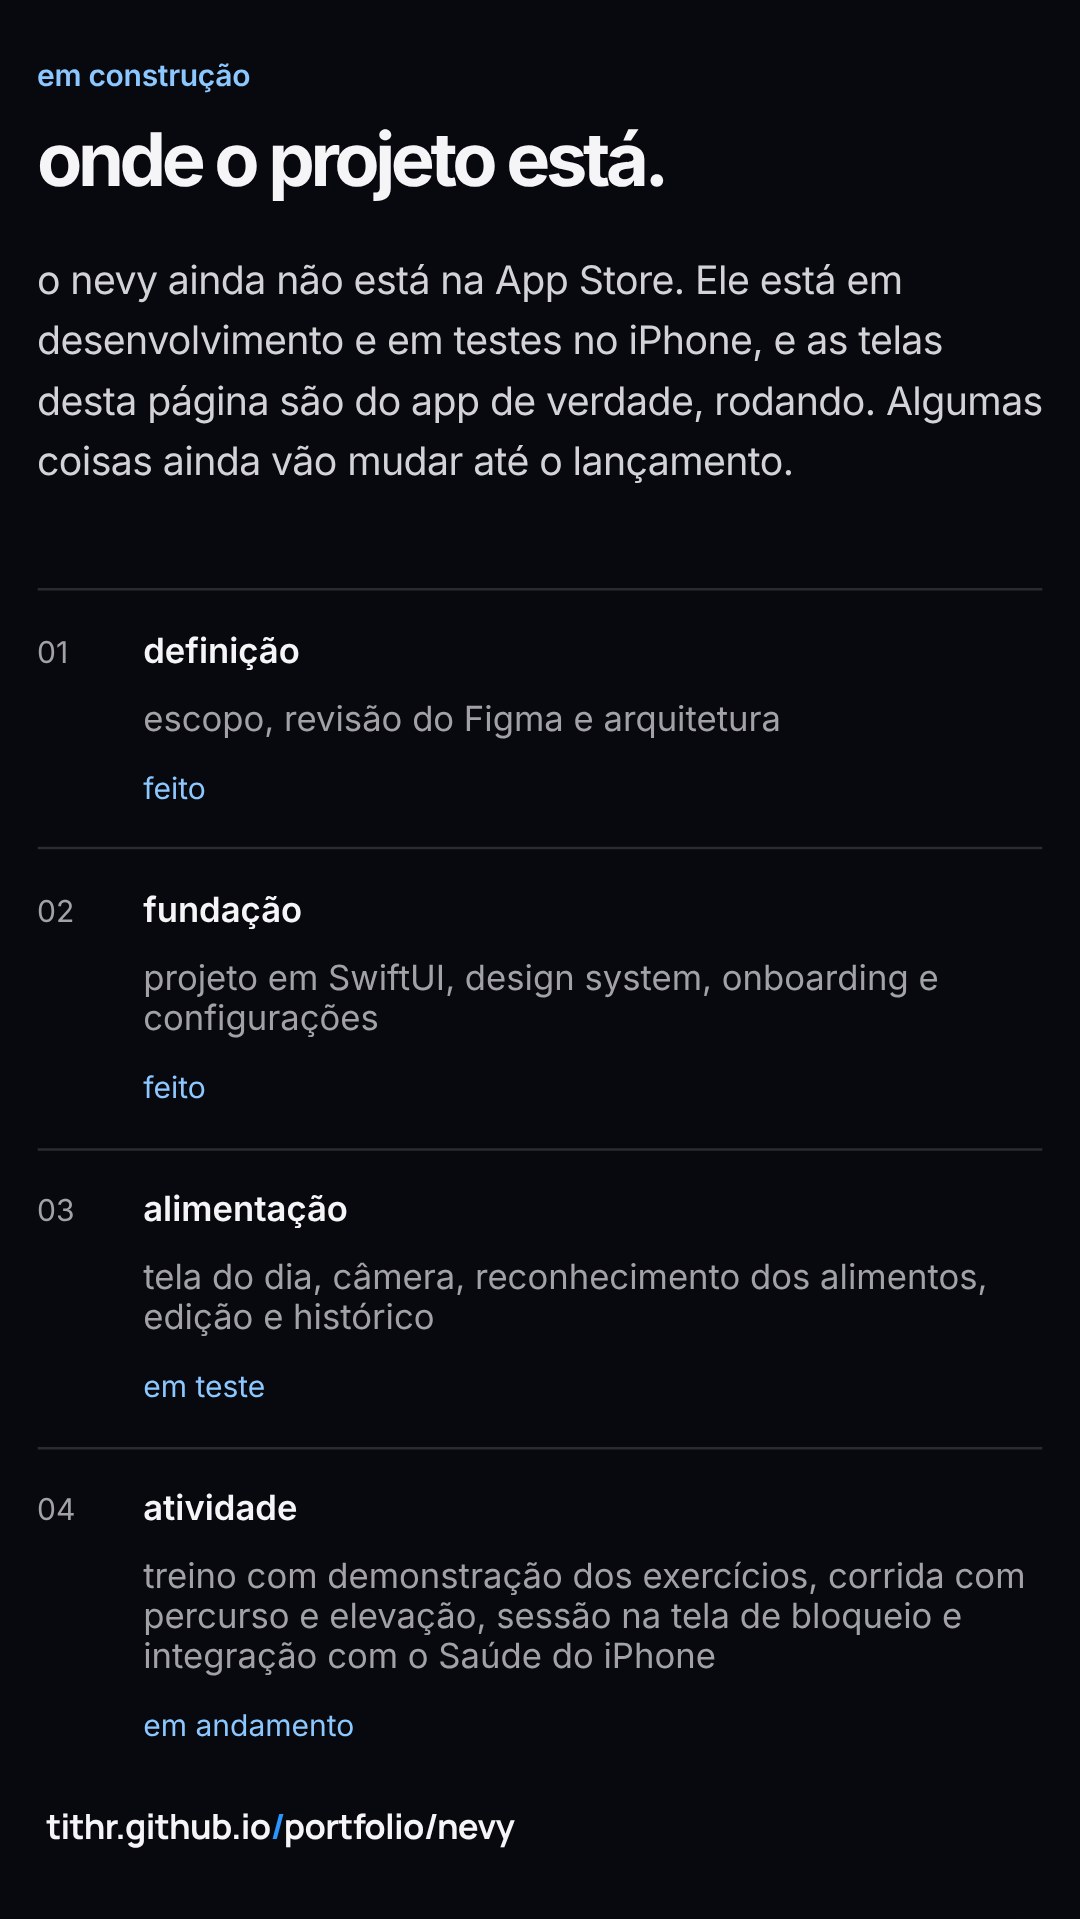 em construção
onde o projeto está.
o nevy ainda não está na App Store. Ele está em
desenvolvimento e em testes no iPhone, e as telas
desta página são do app de verdade, rodando. Algumas
coisas ainda vão mudar até o lançamento.
01 definição
escopo, revisão do Figma e arquitetura
feito
02 fundação
projeto em SwiftUI, design system, onboarding e
configurações
feito
03 alimentação
tela do dia, câmera, reconhecimento dos alimentos,
edição e histórico
em teste
04 atividade
treino com demonstração dos exercícios, corrida com
percurso e elevação, sessão na tela de bloqueio e
integração com o Saúde do iPhone
em andamento
tithr.github.io/portfolio/nevy